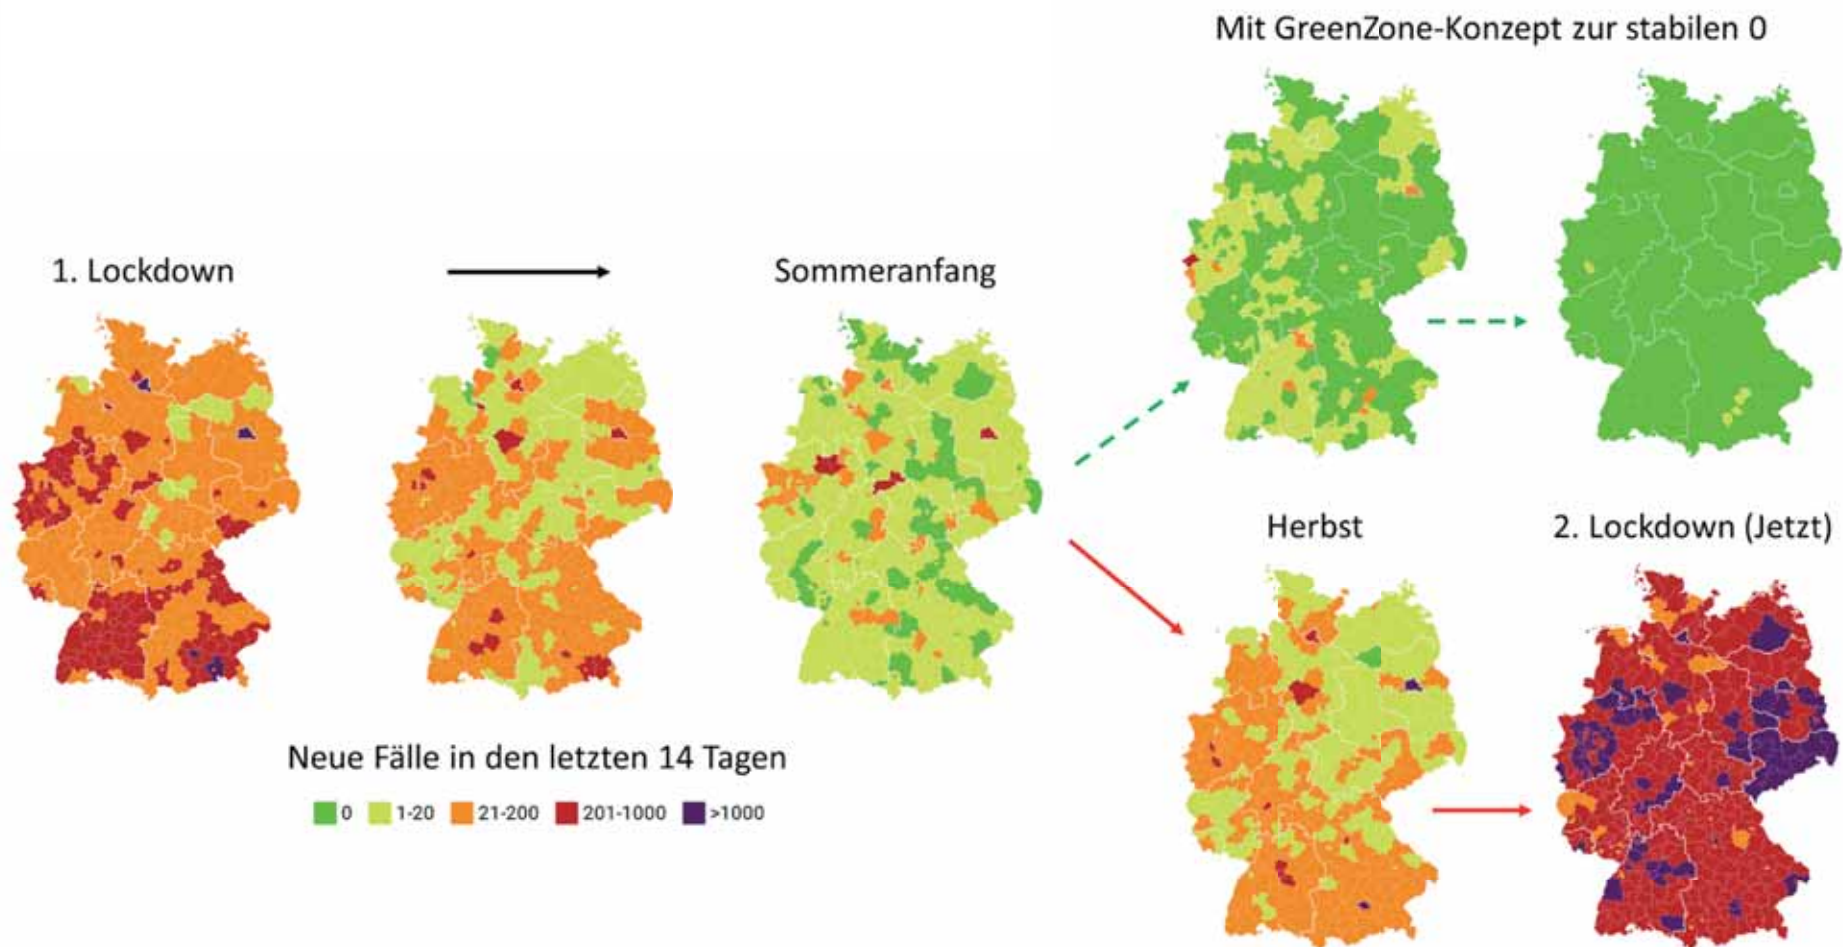 Mit GreenZone-Konzept zur stabilen 0
1. Lockdown
Sommeranfang
Herbst
2. Lockdown (Jetzt)
Neue Fälle in den letzten 14 Tagen
0 1-20 21-200 201-1000 >1000